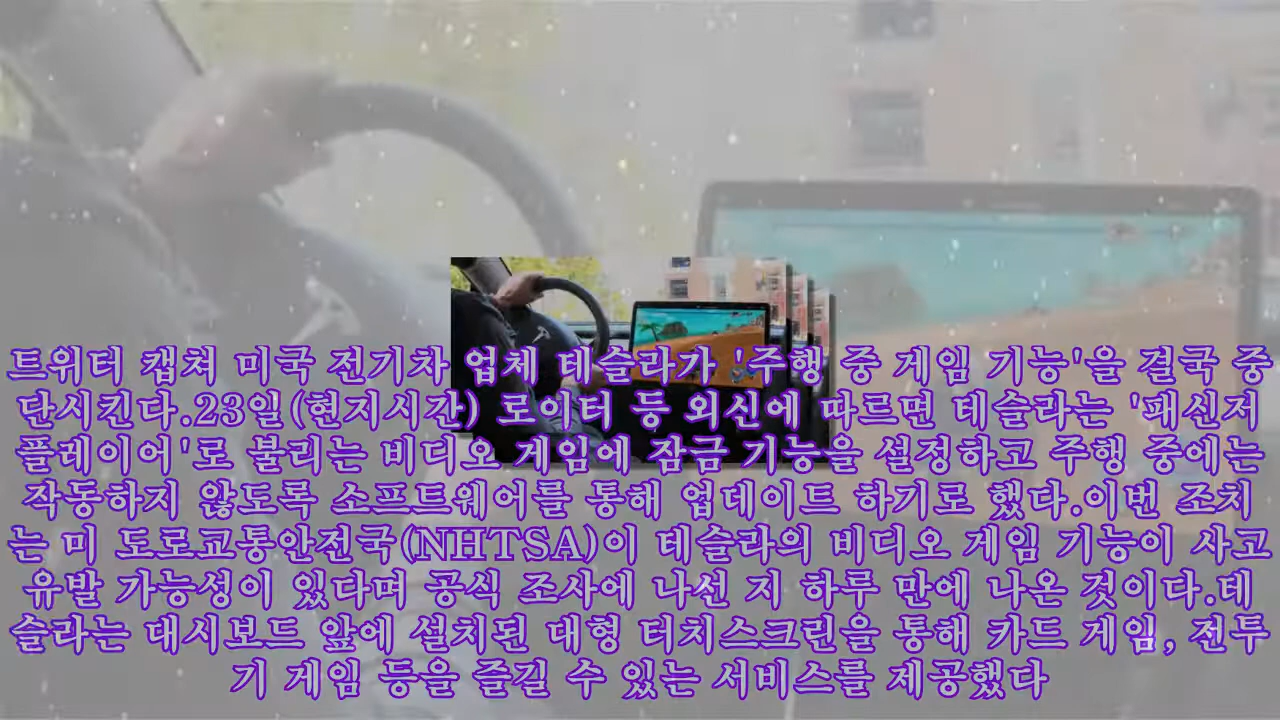 트위터 캡쳐 미국 전기차 업체 테슬라가 '주행 중 게임 기능'을 결국 중
단시킨다.23일(현지시간) 로이터 등 외신에 따르면 테슬라는 '패신저
플레이어'로 불리는 비디오 게임에 잠금 기능을 설정하고 주행 중에는
작동하지 않도록 소프트웨어를 통해 업데이트 하기로 했다.이번 조치
는 미 도로교통안전국(NHTSA)이 테슬라의 비디오 게임 기능이 사고
유발 가능성이 있다며 공식 조사에 나선 지 하루 만에 나온 것이다.테
슬라는 대시보드 앞에 설치된 대형 터치스크린을 통해 카드 게임, 전투
기 게임 등을 즐길 수 있는 서비스를 제공했다